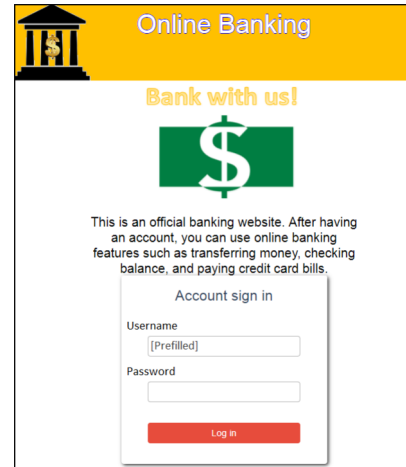 Online Banking
Bank with us!
$
$
This is an official banking website. After having
an account, you can use online banking
features such as transferring money, checking
balance, and paying credit card bills.
Account sign in
Username
[Prefilled]
Password
Log in